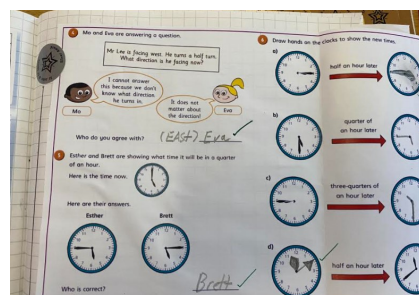 4 Mo and Eva are answering a question.
Mr Lee is facing west. He turns a half turn.
What direction is he facing now?
I cannot answer
this because we don't
know what direction
he turns in.
It does not
matter about
the direction!
Mo
Eva
Who do you agree with? (EAST) Eva
5 Esther and Brett are showing what time it will be in a quarter
of an hour.
Here is the time now.
Here are their answers.
Esther
Brett
Who is correct? Brett
6 Draw hands on the clocks to show the new times.
a)
half an hour later
b)
quarter of
an hour later
c)
three-quarters of
an hour later
d)
half an hour later